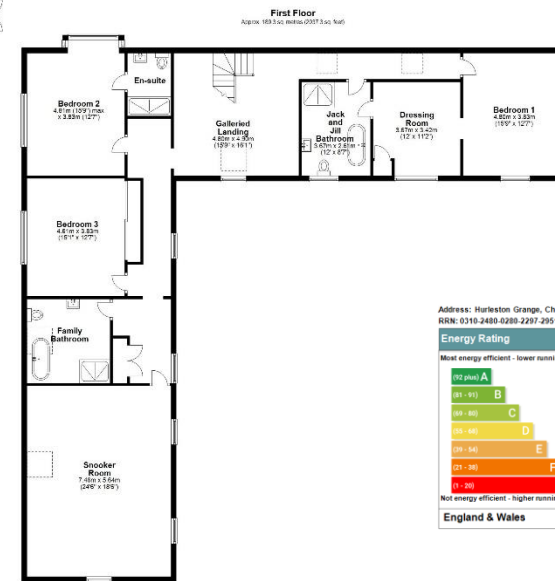 First Floor
Approx. 189.3 sq. metres (2037.3 sq. feet)
En-suite
Bedroom 2
4.81m (15'9") max
x 3.83m (12'7")
Galleried
Landing
4.80m x 4.90m
(15'9" x 16'1")
Jack
and
Jill
Bathroom
3.67m x 2.61m
(12' x 8'7")
Dressing
Room
3.67m x 3.42m
(12' x 11'2")
Bedroom 1
4.80m x 3.83m
(15'9" x 12'7")
Bedroom 3
4.61m x 3.83m
(15'1" x 12'7")
Family
Bathroom
Snooker
Room
7.48m x 5.64m
(24'6" x 18'6")
Address: Hurleston Grange, Ch
RRN: 0310-2480-0280-2297-295
Energy Rating
Most energy efficient - lower runni
(92 plus) A
(81 - 91) B
(69 - 80) C
(55 - 68) D
(39 - 54) E
(21 - 38) F
(1 - 20)
Not energy efficient - higher runnin
England & Wales